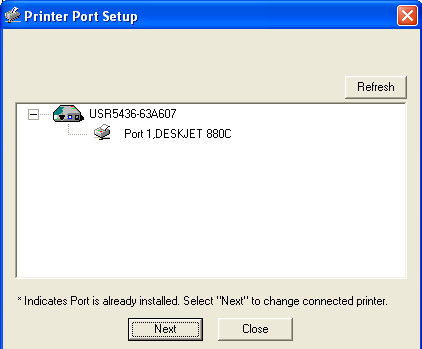 Printer Port Setup
Refresh
USR5436-63A607
Port 1,DESKJET 880C
* Indicates Port is already installed. Select "Next" to change connected printer.
Next
Close